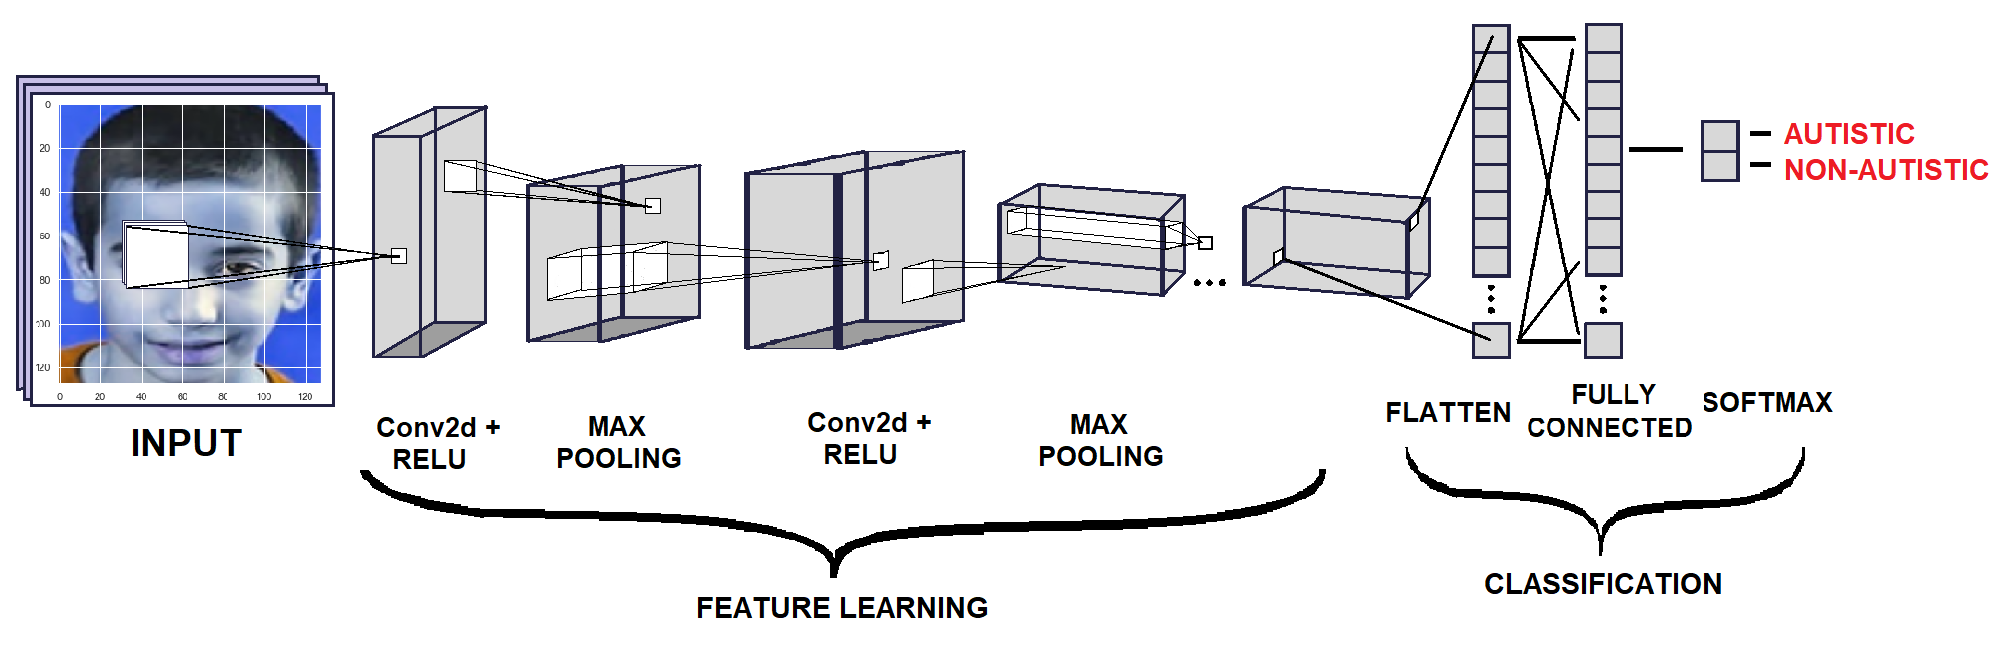 0
20
40
60
80
100
120
0 20 40 60 80 100 120
INPUT
Conv2d +
RELU
MAX
POOLING
Conv2d +
RELU
MAX
POOLING
FEATURE LEARNING
FLATTEN
FULLY
CONNECTED
SOFTMAX
CLASSIFICATION
AUTISTIC
NON-AUTISTIC